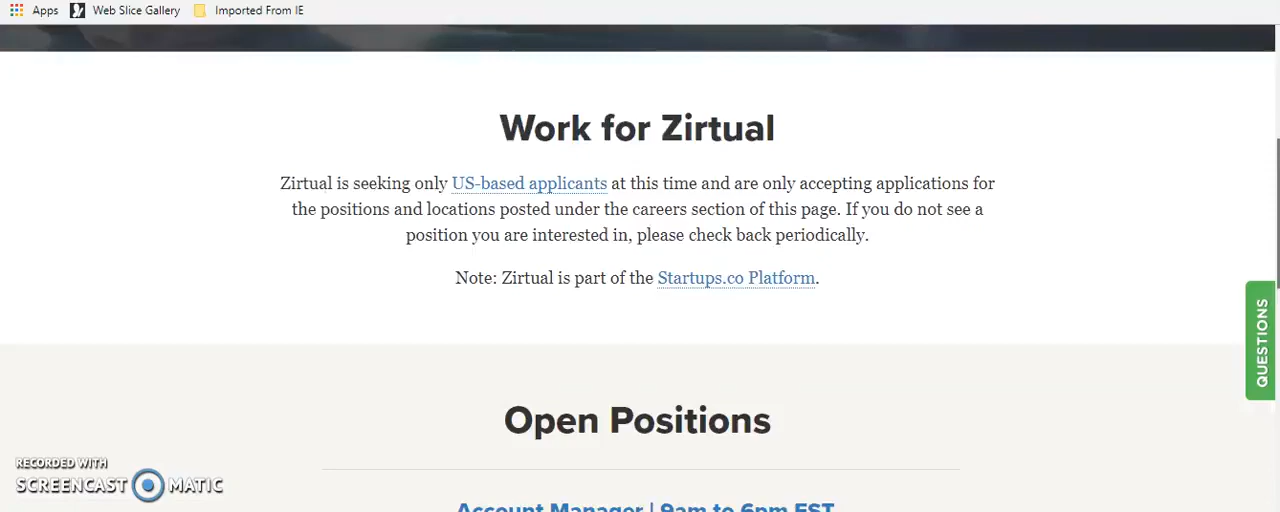 Apps Web Slice Gallery Imported From IE
Work for Zirtual
Zirtual is seeking only US-based applicants at this time and are only accepting applications for
the positions and locations posted under the careers section of this page. If you do not see a
position you are interested in, please check back periodically.
Note: Zirtual is part of the Startups.co Platform.
QUESTIONS
Open Positions
RECORDED WITH
SCREENCAST MATIC
Account Manager | 9am to 6pm EST